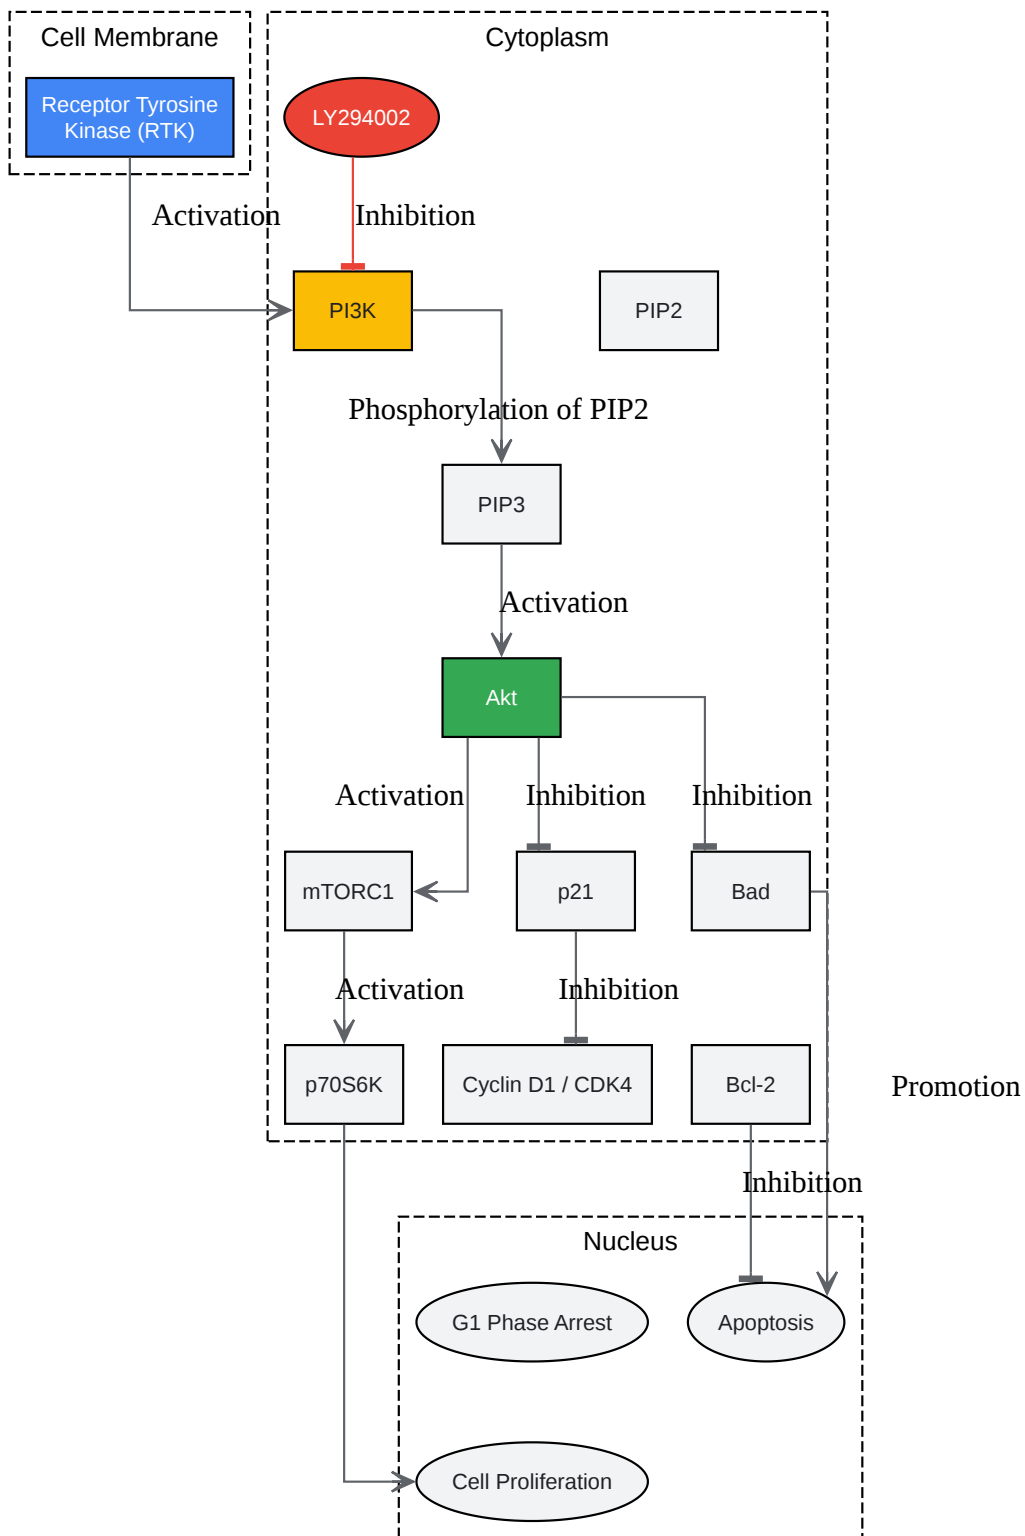 Cell Membrane
Cytoplasm
Receptor Tyrosine
Kinase (RTK)
LY294002
Activation
Inhibition
PI3K
PIP2
Phosphorylation of PIP2
PIP3
Activation
Akt
Activation
Inhibition
Inhibition
mTORC1
p21
Bad
Activation
Inhibition
p70S6K
Cyclin D1 / CDK4
Bcl-2
Promotion
Inhibition
Nucleus
G1 Phase Arrest
Apoptosis
Cell Proliferation